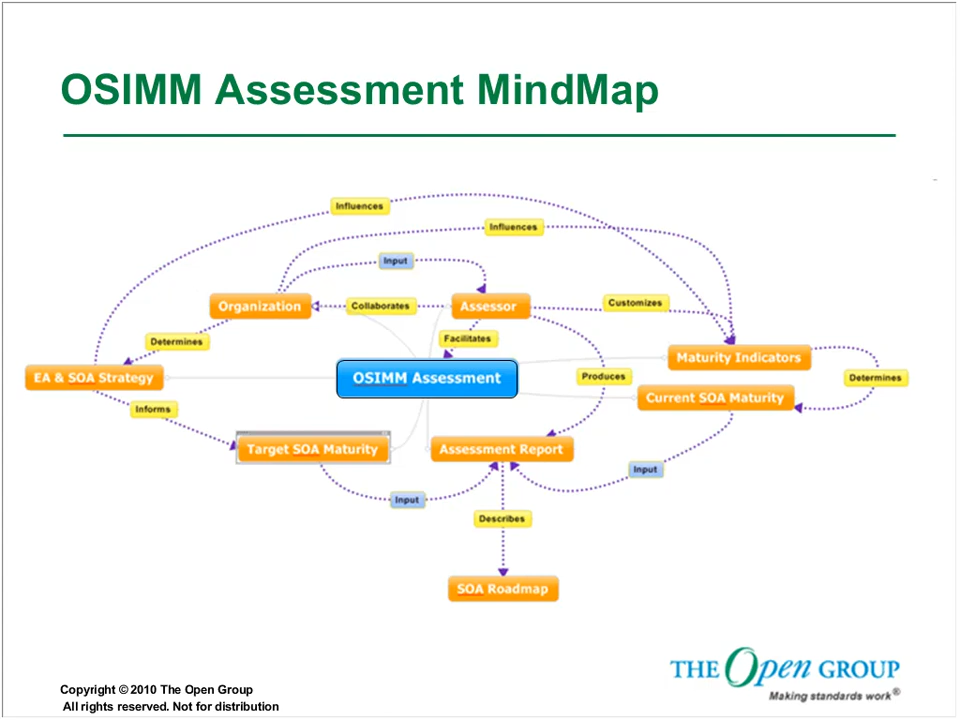 OSIMM Assessment MindMap
Influences
Influences
Input
Organization
Collaborates
Assessor
Customizes
Determines
Facilitates
Maturity Indicators
EA & SOA Strategy
OSIMM Assessment
Produces
Determines
Current SOA Maturity
Informs
Target SOA Maturity
Assessment Report
Input
Input
Describes
SOA Roadmap
THE Open GROUP
Making standards work®
Copyright © 2010 The Open Group
All rights reserved. Not for distribution